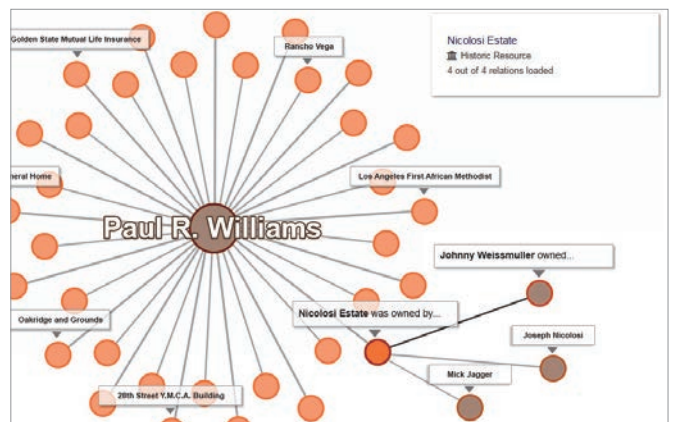 Golden State Mutual Life Insurance
Rancho Vega
Nicolosi Estate
Historic Resource
4 out of 4 relations loaded
neral Home
Los Angeles First African Methodist
Paul R. Williams
Johnny Weissmuller owned...
Nicolosi Estate was owned by...
Oakridge and Grounds
Joseph Nicolosi
Mick Jagger
28th Street Y.M.C.A. Building